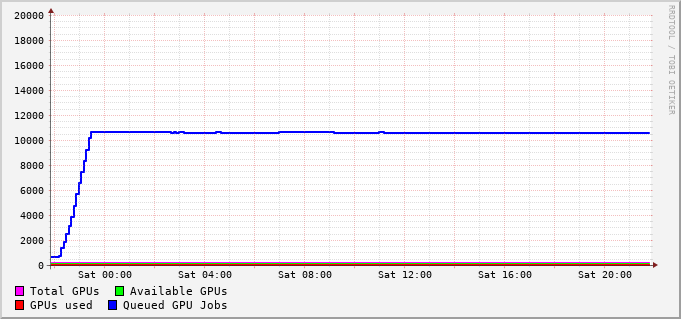 20000
18000
16000
14000
12000
10000
8000
6000
4000
2000
0
Sat 00:00 Sat 04:00 Sat 08:00 Sat 12:00 Sat 16:00 Sat 20:00
Total GPUs Available GPUs
GPUs used Queued GPU Jobs
RRDTOOL / TOBI OETIKER